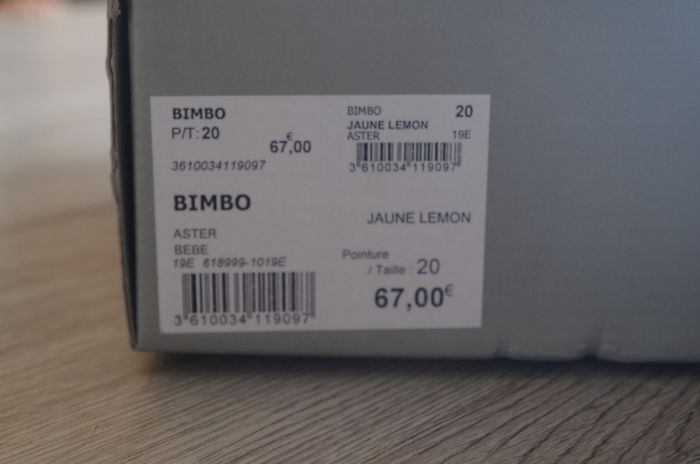 BIMBO
P/T: 20
67,00€
3610034119097
BIMBO 20
JAUNE LEMON
ASTER 19E
3 610034 119097
BIMBO
JAUNE LEMON
ASTER
BEBE
19E 618999-1019E
Pointure
/ Taille : 20
67,00€
3 610034 119097